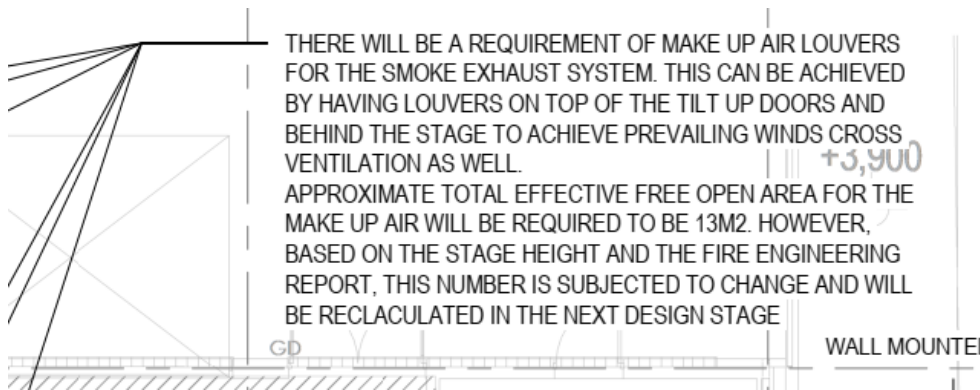 THERE WILL BE A REQUIREMENT OF MAKE UP AIR LOUVERS
FOR THE SMOKE EXHAUST SYSTEM. THIS CAN BE ACHIEVED
BY HAVING LOUVERS ON TOP OF THE TILT UP DOORS AND
BEHIND THE STAGE TO ACHIEVE PREVAILING WINDS CROSS
VENTILATION AS WELL.
+3,900
APPROXIMATE TOTAL EFFECTIVE FREE OPEN AREA FOR THE
MAKE UP AIR WILL BE REQUIRED TO BE 13M2. HOWEVER,
BASED ON THE STAGE HEIGHT AND THE FIRE ENGINEERING
REPORT, THIS NUMBER IS SUBJECTED TO CHANGE AND WILL
BE RECLACULATED IN THE NEXT DESIGN STAGE
GD
WALL MOUNTE